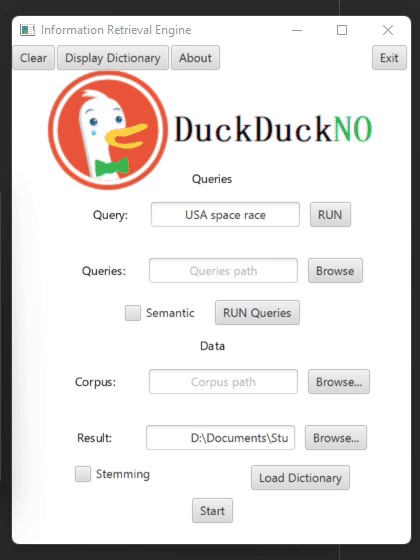 Information Retrieval Engine
Clear Display Dictionary About Exit
DuckDuckNO
Queries
Query: USA space race RUN
Queries: Queries path Browse
Semantic RUN Queries
Data
Corpus: Corpus path Browse...
Result: D:\Documents\Stu Browse...
Stemming Load Dictionary
Start